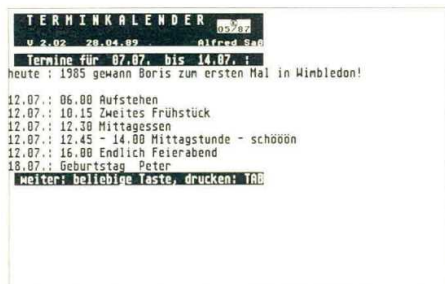 TERMINKALENDER © 05/87
V 2.02 20.04.89 Alfred Saß
Termine für 07.07. bis 14.07. :
heute : 1985 gewann Boris zum ersten Mal in Wimbledon!
12.07.: 06.00 Aufstehen
12.07.: 10.15 Zweites Frühstück
12.07.: 12.30 Mittagessen
12.07.: 12.45 - 14.00 Mittagstunde - schööön
12.07.: 16.00 Endlich Feierabend
18.07.: Geburtstag Peter
weiter: beliebige Taste, drucken: TAB